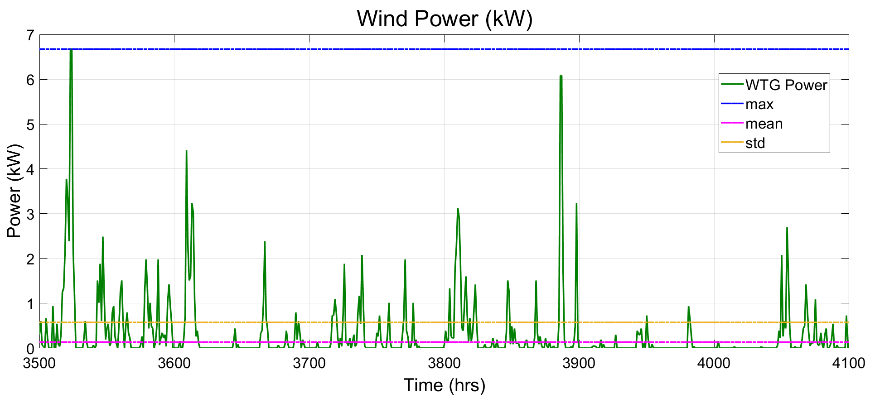 Wind Power (kW)
7
6
5
4
3
2
1
0
Power (kW)
WTG Power
max
mean
std
3500 3600 3700 3800 3900 4000 4100
Time (hrs)